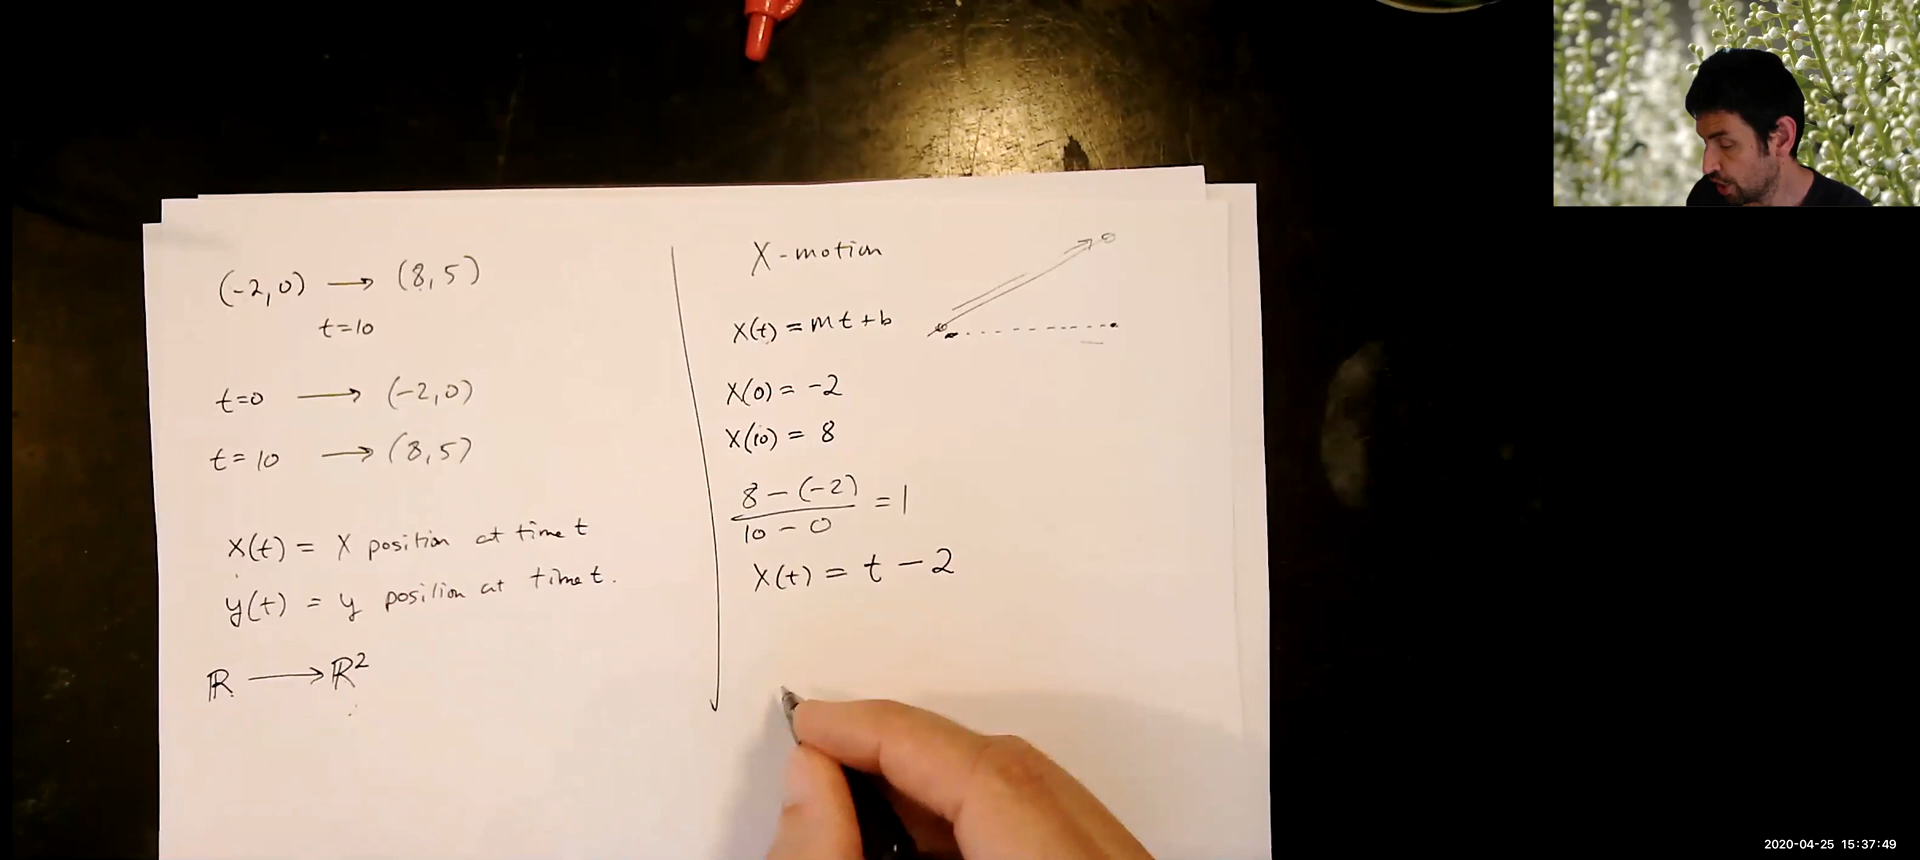 (-2,0) → (8,5)
t=10
t=0 → (-2,0)
t=10 → (8,5)
x(t) = x position at time t
y(t) = y position at time t.
ℝ → ℝ²
X-motion
x(t) = mt+b
x(0) = -2
x(10) = 8
8-(-2)/10-0 = 1
x(t) = t-2
2020-04-25 15:37:49